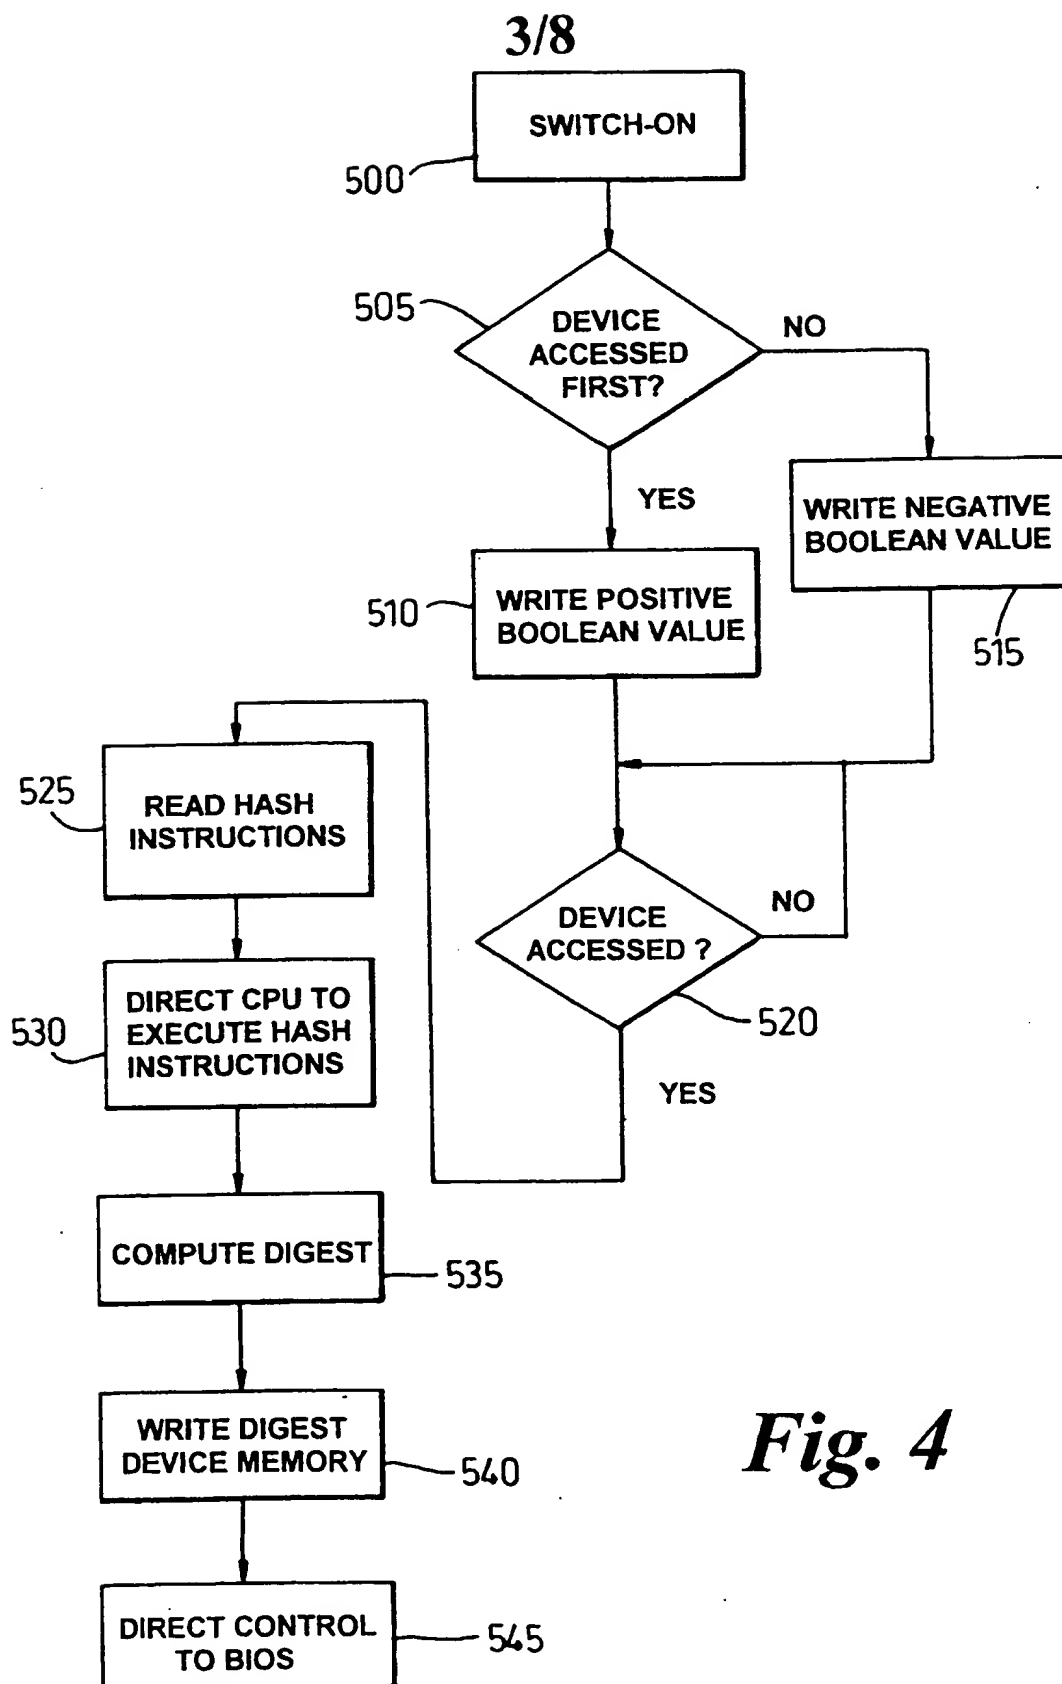 3/8
SWITCH-ON
500
505
DEVICE
ACCESSED
FIRST?
NO
YES
WRITE NEGATIVE
BOOLEAN VALUE
515
510
WRITE POSITIVE
BOOLEAN VALUE
525
READ HASH
INSTRUCTIONS
DEVICE
ACCESSED ?
NO
520
YES
530
DIRECT CPU TO
EXECUTE HASH
INSTRUCTIONS
COMPUTE DIGEST
535
WRITE DIGEST
DEVICE MEMORY
540
DIRECT CONTROL
TO BIOS
545
Fig. 4